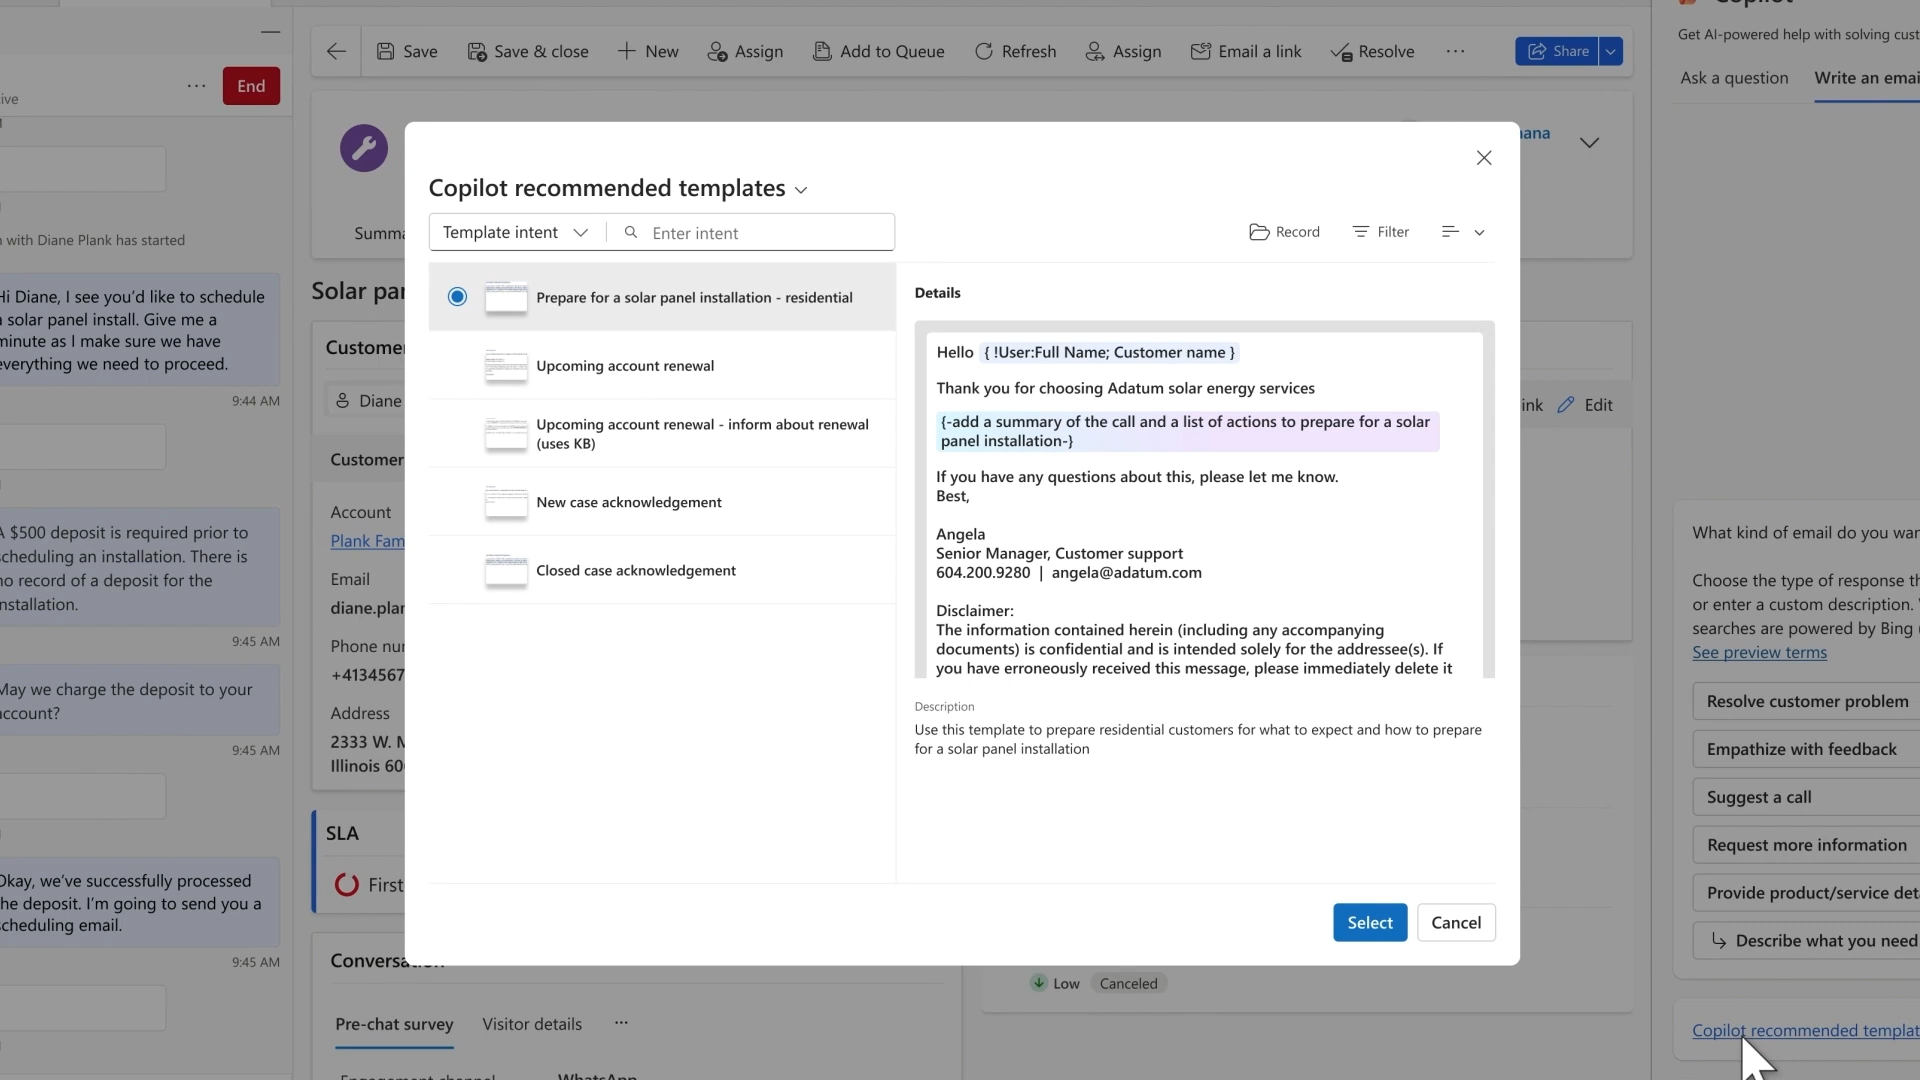 Copilot
Get AI-powered help with solving
Save
Save & close
New
Assign
Add to Queue
Refresh
Assign
Email a link
Resolve
Share
Ask a question
Write an
End
with Diane Plank has started
Hi Diane, I see you’d like to schedule
a solar panel install. Give me a
minute as I make sure we have
everything we need to proceed.
9:44 AM
A $500 deposit is required prior to
scheduling an installation. There is
no record of a deposit for the
installation.
9:45 AM
May we charge the deposit to your
account?
9:45 AM
Okay, we’ve successfully processed
the deposit. I’m going to send you a
scheduling email.
9:45 AM
Solar
Customer
Diane
Edit
Customer
Account
Plank
Email
Phone
+4134567
Address
2333 W.
Illinois
SLA
First
Conversation
Pre-chat survey
Visitor details
Engagement channel
WhatsApp
Low
Canceled
Copilot recommended templates
Template intent
Enter intent
Record
Filter
Prepare for a solar panel installation - residential
Upcoming account renewal
Upcoming account renewal - inform about renewal
(uses KB)
New case acknowledgement
Closed case acknowledgement
Details
Hello { !User:Full Name; Customer name }
Thank you for choosing Adatum solar energy services
{-add a summary of the call and a list of actions to prepare for a solar
panel installation-}
If you have any questions about this, please let me know.
Best,
Angela
Senior Manager, Customer support
604.200.9280 | angela@adatum.com
Disclaimer:
The information contained herein (including any accompanying
documents) is confidential and is intended solely for the addressee(s). If
you have erroneously received this message, please immediately delete it
Description
Use this template to prepare residential customers for what to expect and how to prepare
for a solar panel installation
Select
Cancel
What kind of email do you
Choose the type of response
or enter a custom description.
searches are powered by Bing
See preview terms
Resolve customer problem
Empathize with feedback
Suggest a call
Request more information
Provide product/service
Describe what you need
Copilot recommended